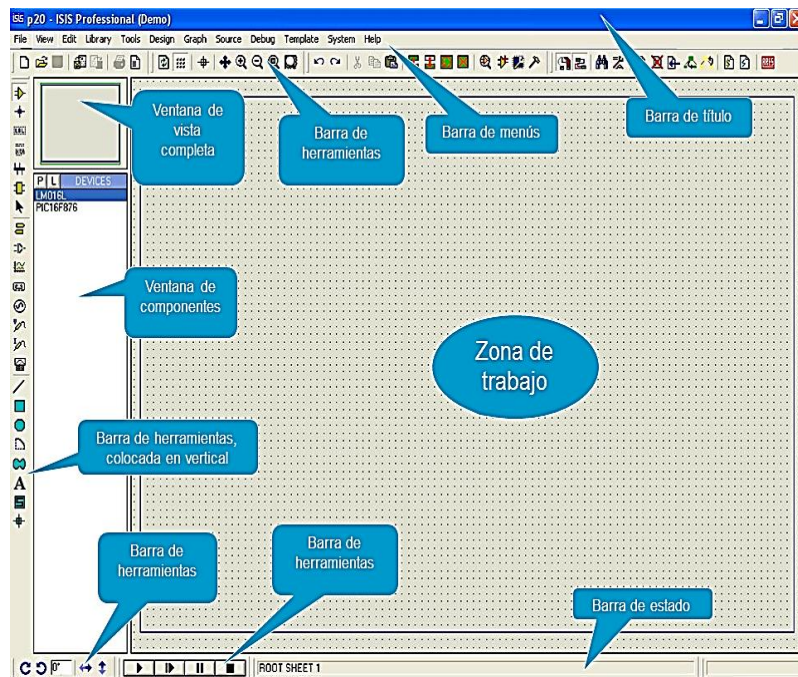 p20 - ISIS Professional (Demo)
File View Edit Library Tools Design Graph Source Debug Template System Help
Ventana de
vista
completa
Barra de
herramientas
Barra de menús
Barra de título
P L DEVICES
LM016L
PIC16F876
Ventana de
componentes
Zona de
trabajo
Barra de herramientas,
colocada en vertical
A
Barra de
herramientas
Barra de
herramientas
Barra de estado
0°
ROOT SHEET 1